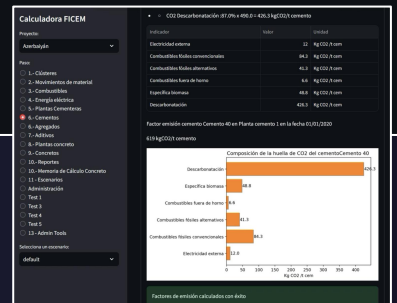 Calculadora FICEM
Proyecto:
Azerbalyán
Paso:
1.- Clústeres
2.- Movimientos de material
3.- Combustibles
4.- Energía eléctrica
5.- Plantas Cementeras
6.- Cementos
6.- Agregados
7.- Aditivos
8.- Plantas concreto
9.- Concretos
10.- Reportes
10.- Memoria de Cálculo Concreto
11 - Escenarios
Administración
Test 1
Test 3
Test 4
Test 5
13 - Admin Tools
Seleccione un escenario:
default
CO2 Descarbonatación :87.0% x 490.0 = 426.3 kgCO2/t cemento
Indicador Valor Unidad
Electricidad externa 12 Kg CO2 /t cem
Combustibles fósiles convencionales 84.3 Kg CO2 /t cem
Combustibles fósiles alternativos 41.3 Kg CO2 /t cem
Combustibles fuera de horno 6.6 Kg CO2 /t cem
Específica biomasa 48.8 Kg CO2 /t cem
Descarbonatación 426.3 Kg CO2 /t cem
Factor emisión cemento Cemento 40 en Planta cemento 1 en la fecha 01/01/2020
619 kgCO2/t cemento
Composición de la huella de CO2 del cementoCemento 40
Descarbonatación 426.3
Específica biomasa 48.8
Combustibles fuera de horno 6.6
Combustibles fósiles alternativos 41.3
Combustibles fósiles convencionales 84.3
Electricidad externa 12.0
0 50 100 150 200 250 300 350 400
Kg CO2 /t cem
Factores de emisión calculados con éxito